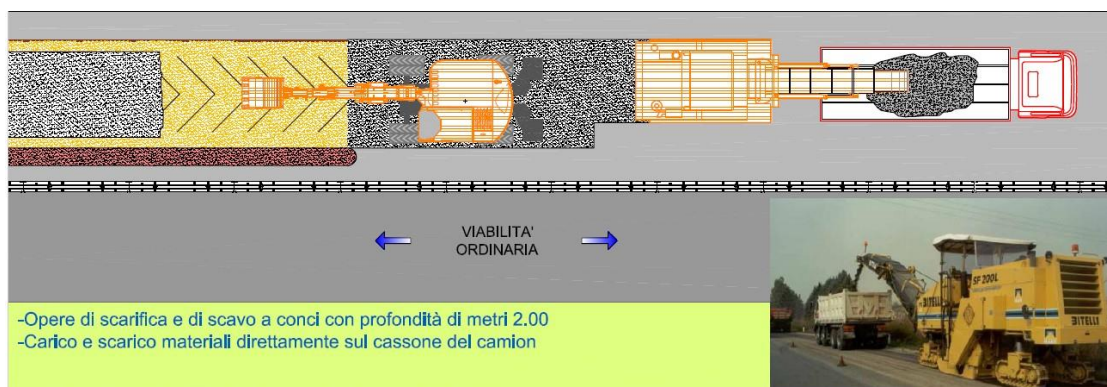 VIABILITA'
ORDINARIA
-Opere di scarifica e di scavo a conci con profondità di metri 2.00
-Carico e scarico materiali direttamente sul cassone del camion
SF 200L
BITELLI
BITELLI